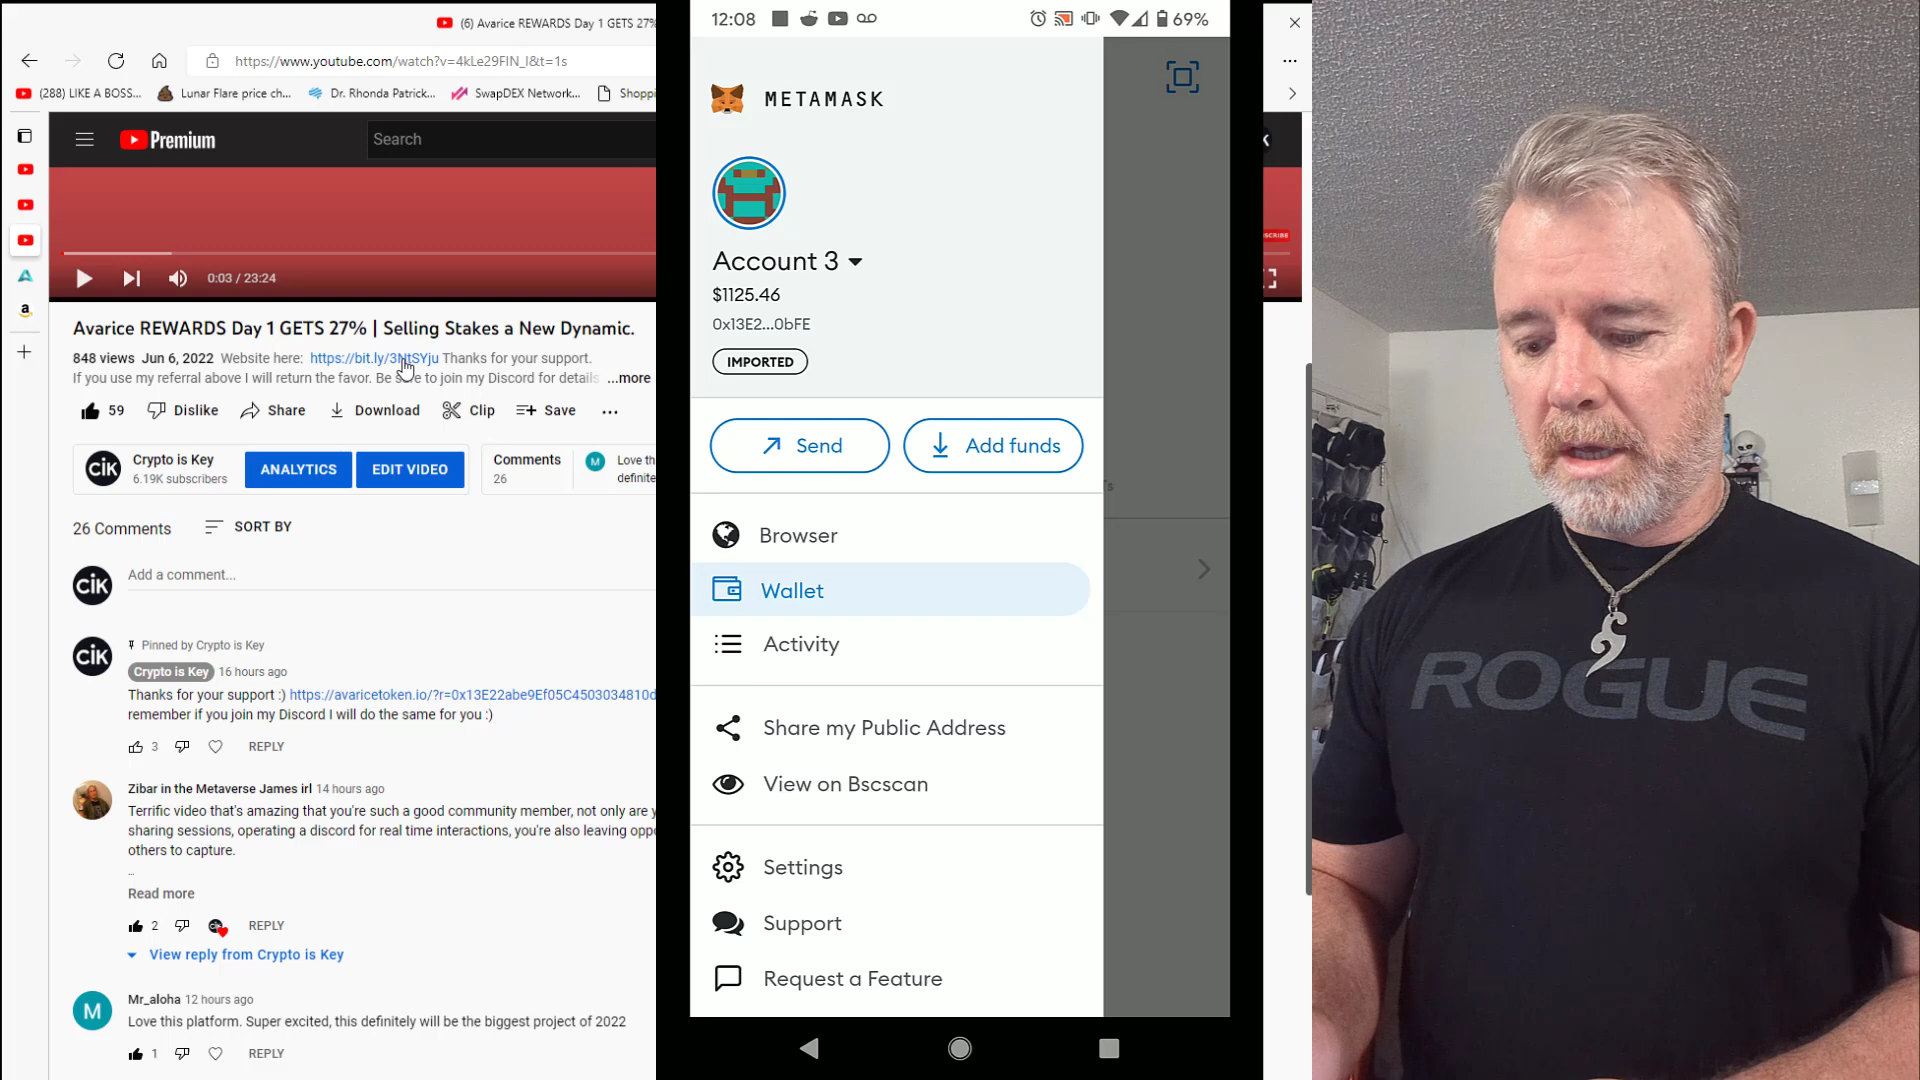 (6) Avarice REWARDS Day 1 GETS 27%
https://www.youtube.com/watch?v=4kLe29FIN_I&t=1s
(288) LIKE A BOSS...
Lunar Flare price ch...
Dr. Rhonda Patrick...
SwapDEX Network...
Shoppi
Premium
Search
0:03 / 23:24
Avarice REWARDS Day 1 GETS 27% | Selling Stakes a New Dynamic.
848 views Jun 6, 2022 Website here: https://bit.ly/3NtSYju Thanks for your support.
If you use my referral above I will return the favor. Be sure to join my Discord for details ...more
59 Dislike Share Download Clip Save ...
CiK
Crypto is Key
6.19K subscribers
ANALYTICS
EDIT VIDEO
Comments
26
M
Love th
definite
26 Comments SORT BY
CiK
Add a comment...
CiK
Pinned by Crypto is Key
Crypto is Key 16 hours ago
Thanks for your support :) https://avaricetoken.io/?r=0x13E22abe9Ef05C4503034810d
remember if you join my Discord I will do the same for you :)
3 REPLY
Zibar in the Metaverse James irl 14 hours ago
Terrific video that's amazing that you're such a good community member, not only are y
sharing sessions, operating a discord for real time interactions, you're also leaving oppo
others to capture.
..
Read more
2 REPLY
View reply from Crypto is Key
M
Mr_aloha 12 hours ago
Love this platform. Super excited, this definitely will be the biggest project of 2022
1 REPLY
12:08
69%
METAMASK
Account 3
$1125.46
0x13E2...0bFE
IMPORTED
Send
Add funds
Browser
Wallet
Activity
Share my Public Address
View on Bscscan
Settings
Support
Request a Feature
ROGUE